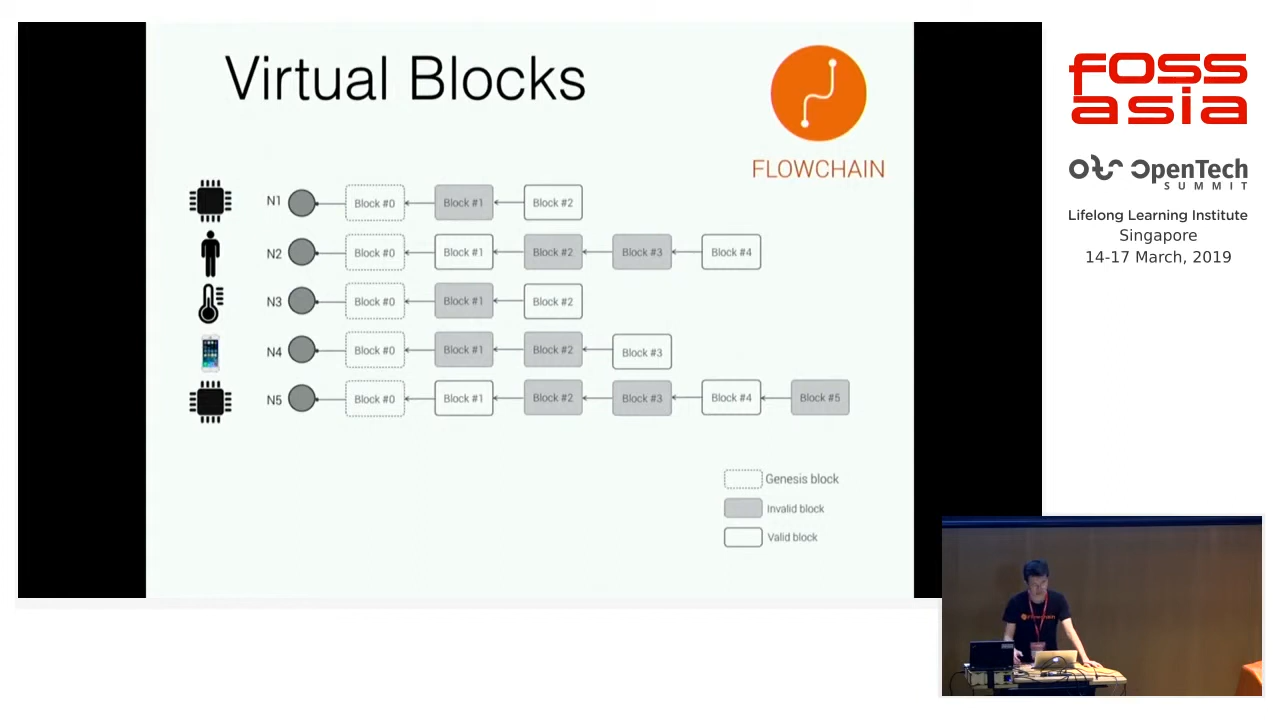 Virtual Blocks
FLOWCHAIN
N1 Block #0 Block #1 Block #2
N2 Block #0 Block #1 Block #2 Block #3 Block #4
N3 Block #0 Block #1 Block #2
N4 Block #0 Block #1 Block #2 Block #3
N5 Block #0 Block #1 Block #2 Block #3 Block #4 Block #5
Genesis block
Invalid block
Valid block
FOSS
asia
OpenTech
SUMMIT
Lifelong Learning Institute
Singapore
14-17 March, 2019